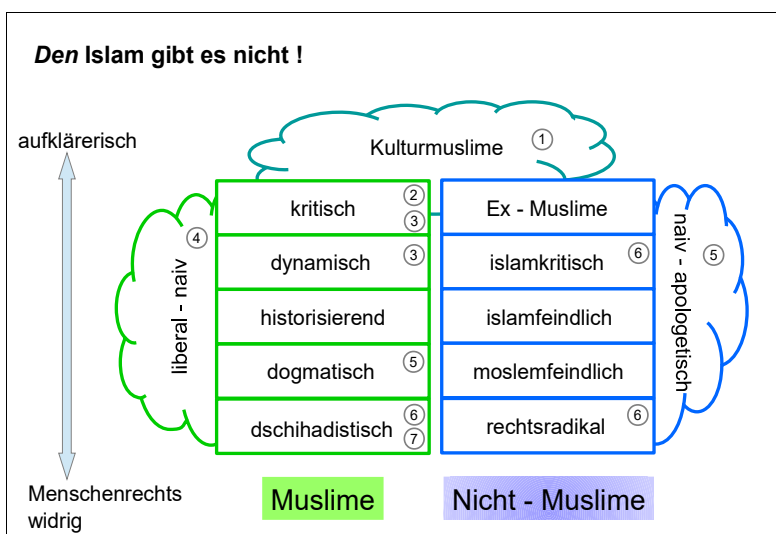 Den Islam gibt es nicht !
aufklärerisch
Kulturmuslime ①
kritisch ② ③
Ex - Muslime
liberal - naiv ④
dynamisch ③
islamkritisch ⑥
naiv - apologetisch ⑤
historisierend
islamfeindlich
dogmatisch ⑤
moslemfeindlich
dschihadistisch ⑥ ⑦
rechtsradikal ⑥
Menschenrechts
widrig
Muslime
Nicht - Muslime